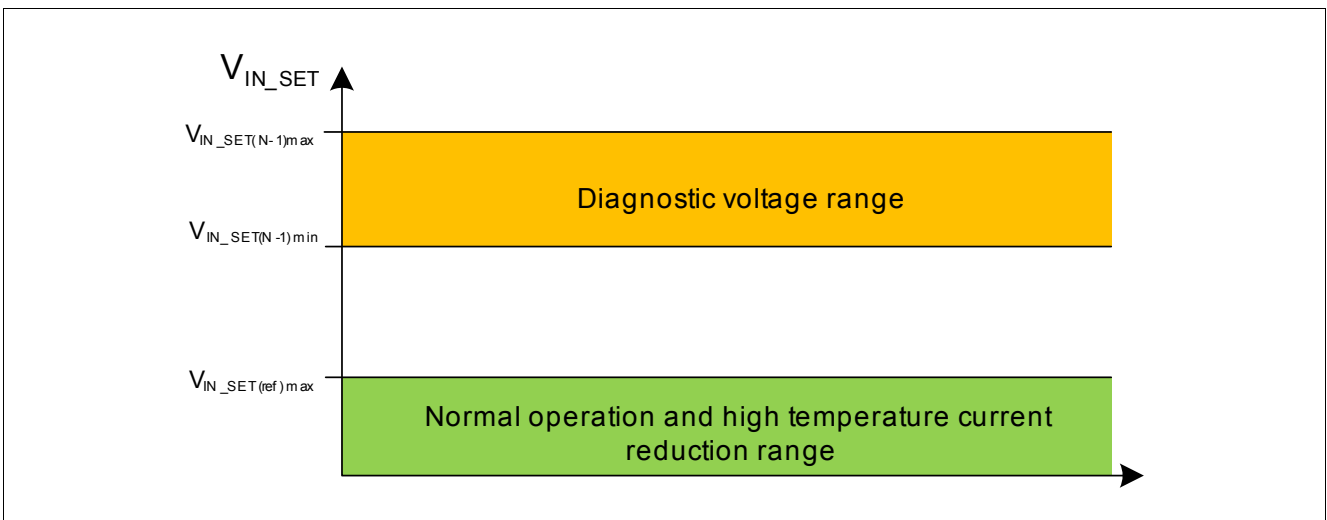 VIN_SET
VIN_SET(N-1)max
Diagnostic voltage range
VIN_SET(N-1)min
VIN_SET(ref)max
Normal operation and high temperature current
reduction range